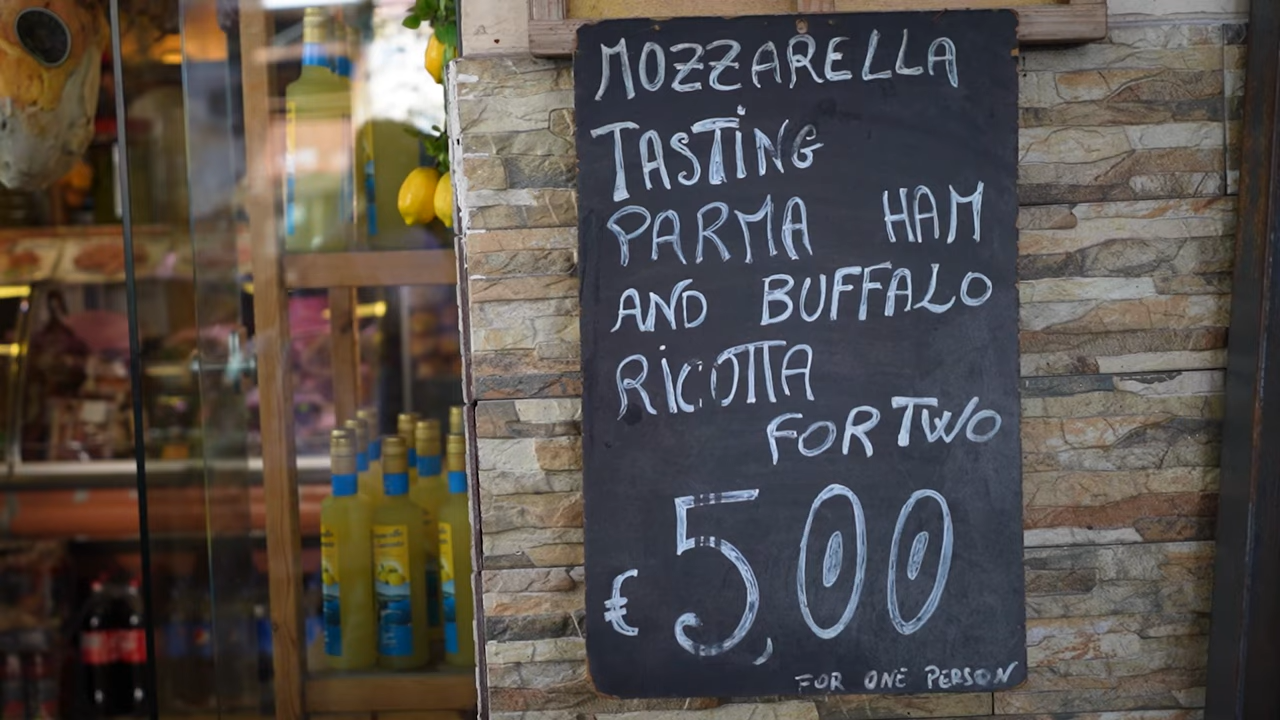 MOZZARELLA
TASTING
PARMA HAM
AND BUFFALO
RICOTTA
FOR TWO
€ 5,00
FOR ONE PERSON